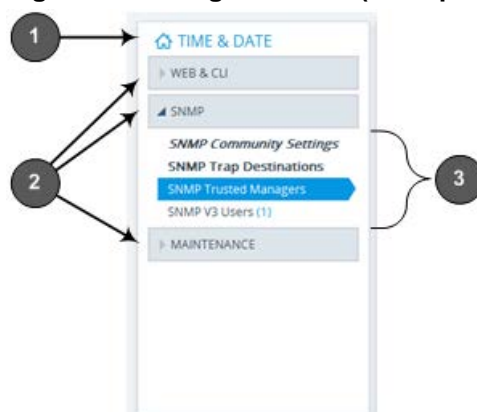 1 TIME & DATE
WEB & CLI
SNMP
SNMP Community Settings
SNMP Trap Destinations
2 SNMP Trusted Managers 3
SNMP V3 Users (1)
MAINTENANCE